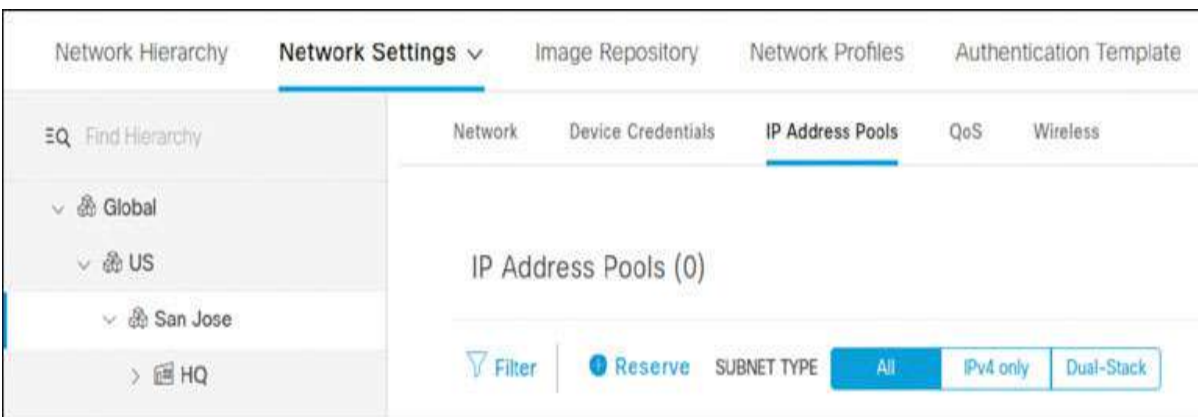 Network Hierarchy Network Settings Image Repository Network Profiles Authentication Template
Find Hierarchy
Network Device Credentials IP Address Pools QoS Wireless
Global
US
San Jose
HQ
IP Address Pools (0)
Filter Reserve SUBNET TYPE All IPv4 only Dual-Stack